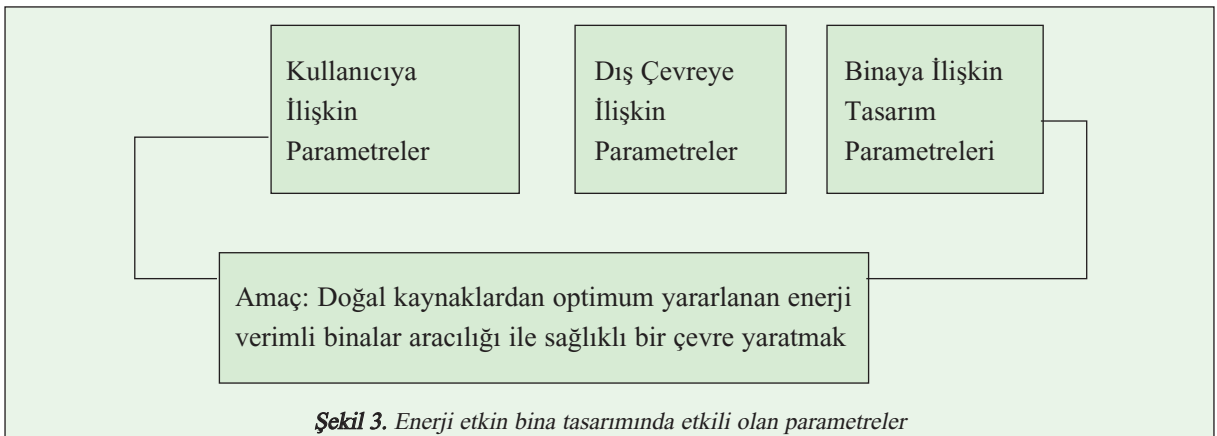 Kullanıcıya
İlişkin
Parametreler
Dış Çevreye
İlişkin
Parametreler
Binaya İlişkin
Tasarım
Parametreleri
Amaç: Doğal kaynaklardan optimum yararlanan enerji
verimli binalar aracılığı ile sağlıklı bir çevre yaratmak
Şekil 3. Enerji etkin bina tasarımında etkili olan parametreler